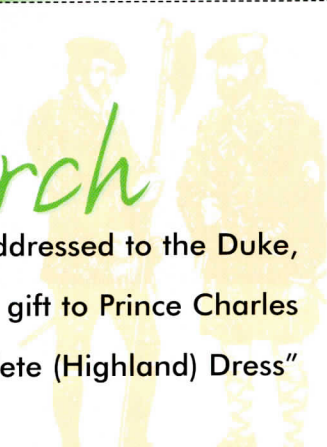 rch
ddressed to the Duke,
gift to Prince Charles
ete (Highland) Dress”